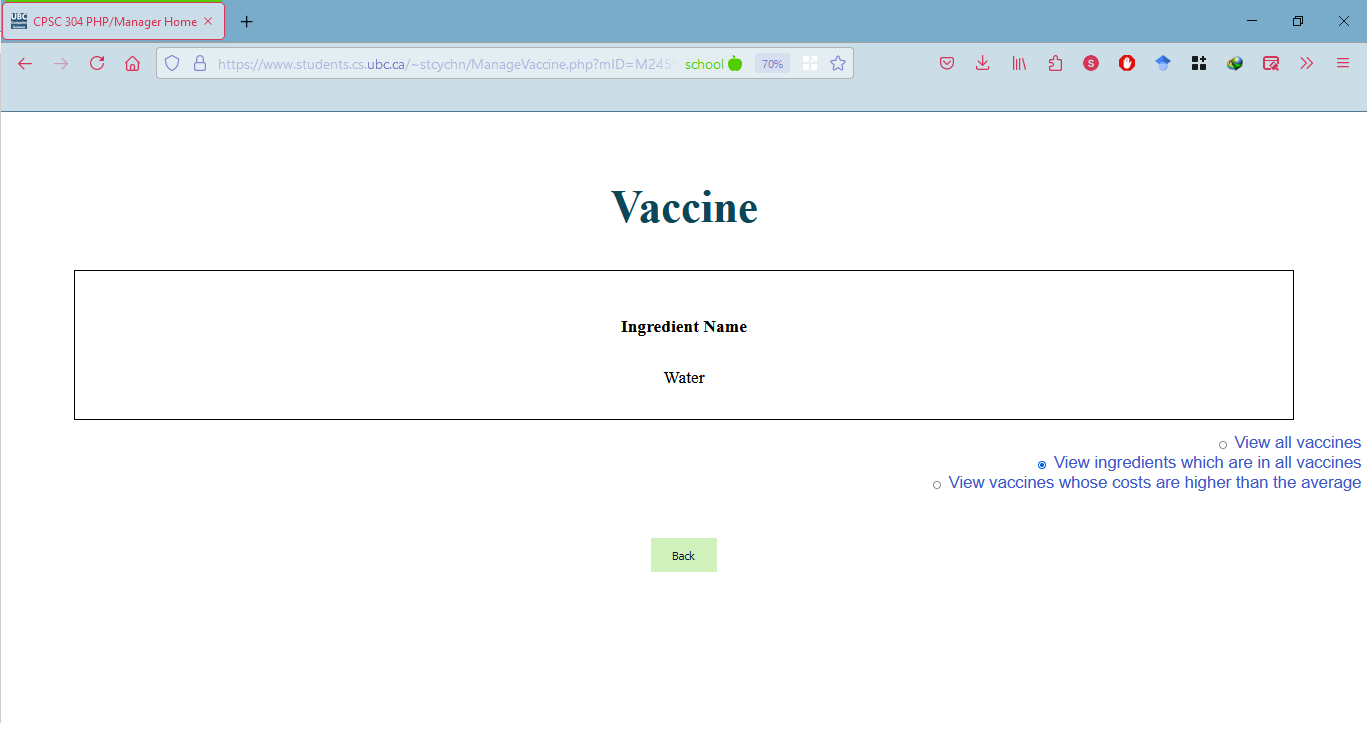 UBC
CPSC 304 PHP/Manager Home
https://www.students.cs.ubc.ca/~stcychn/ManageVaccine.php?mID=M245 school 70%
S
Vaccine
Ingredient Name
Water
View all vaccines
View ingredients which are in all vaccines
View vaccines whose costs are higher than the average
Back